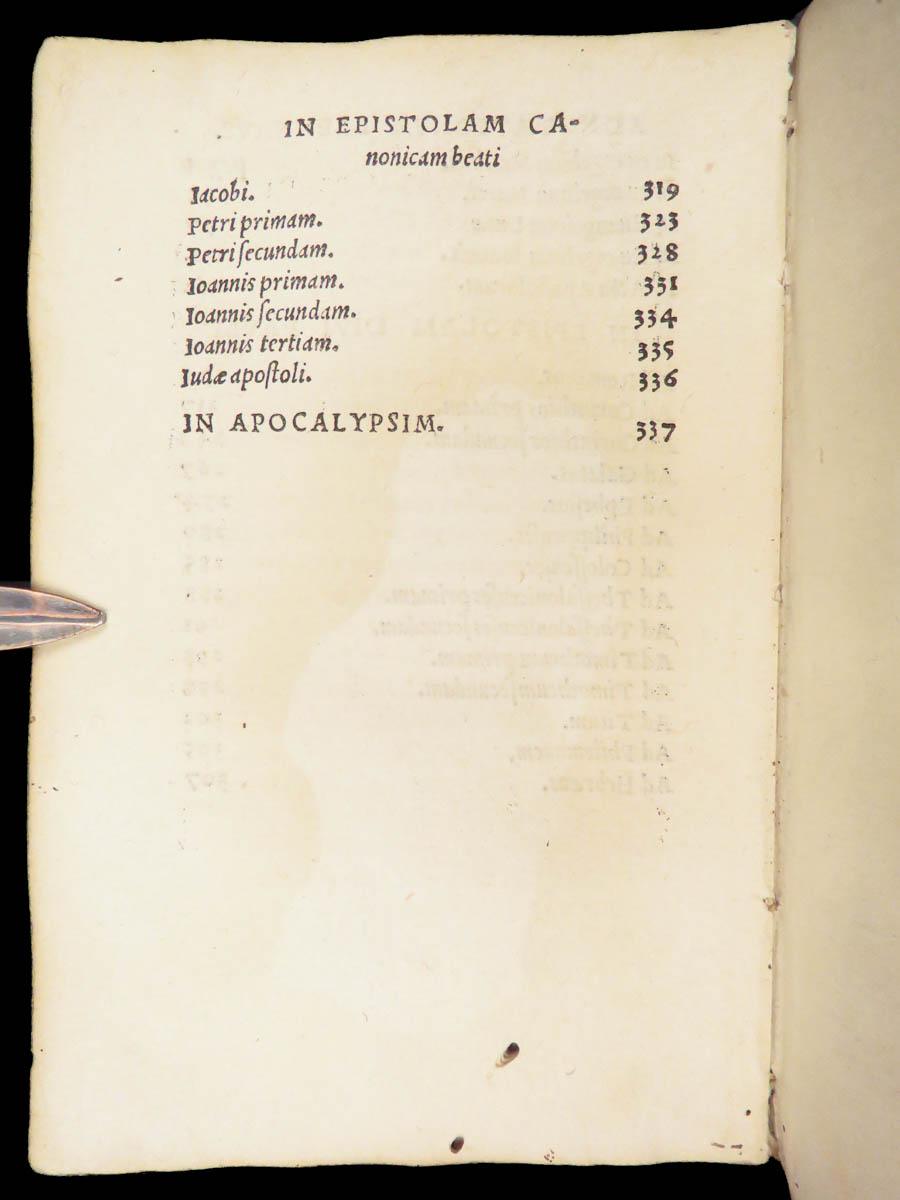 IN EPISTOLAM CA-
nonicam beati
Iacobi. 319
Petri primam. 323
Petri ſecundam. 328
Ioannis primam. 331
Ioannis ſecundam. 334
Ioannis tertiam. 335
Iudæ apoſtoli. 336
IN APOCALYPSIM. 337